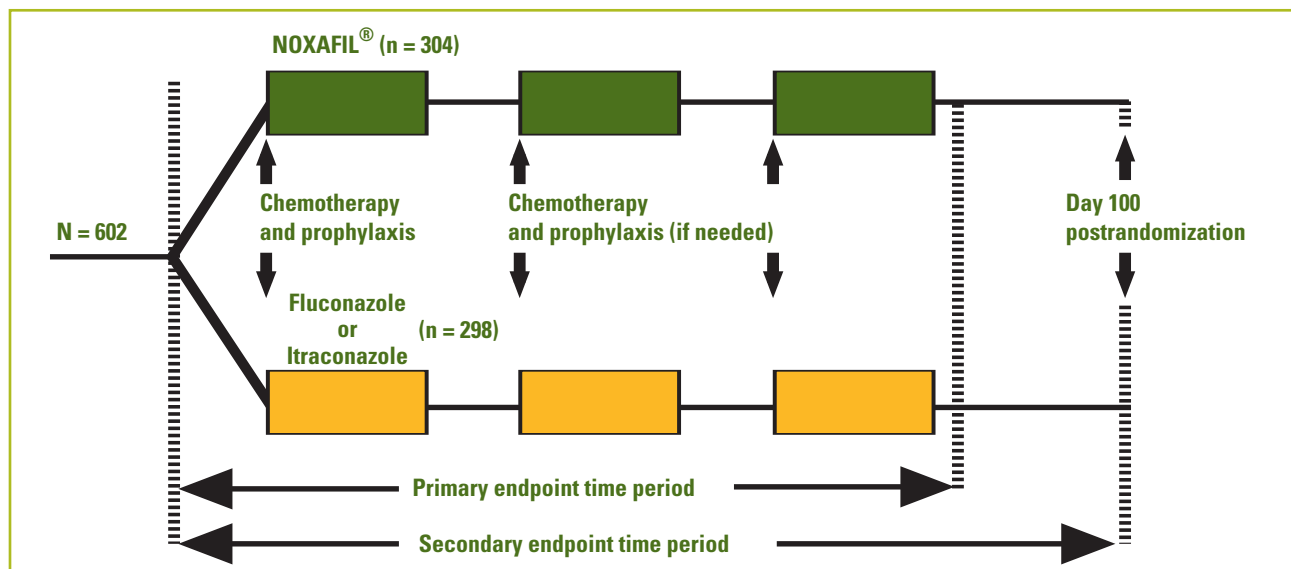 NOXAFIL® (n = 304)
N = 602
Chemotherapy
and prophylaxis
Chemotherapy
and prophylaxis (if needed)
Day 100
postrandomization
Fluconazole
or
Itraconazole
(n = 298)
Primary endpoint time period
Secondary endpoint time period